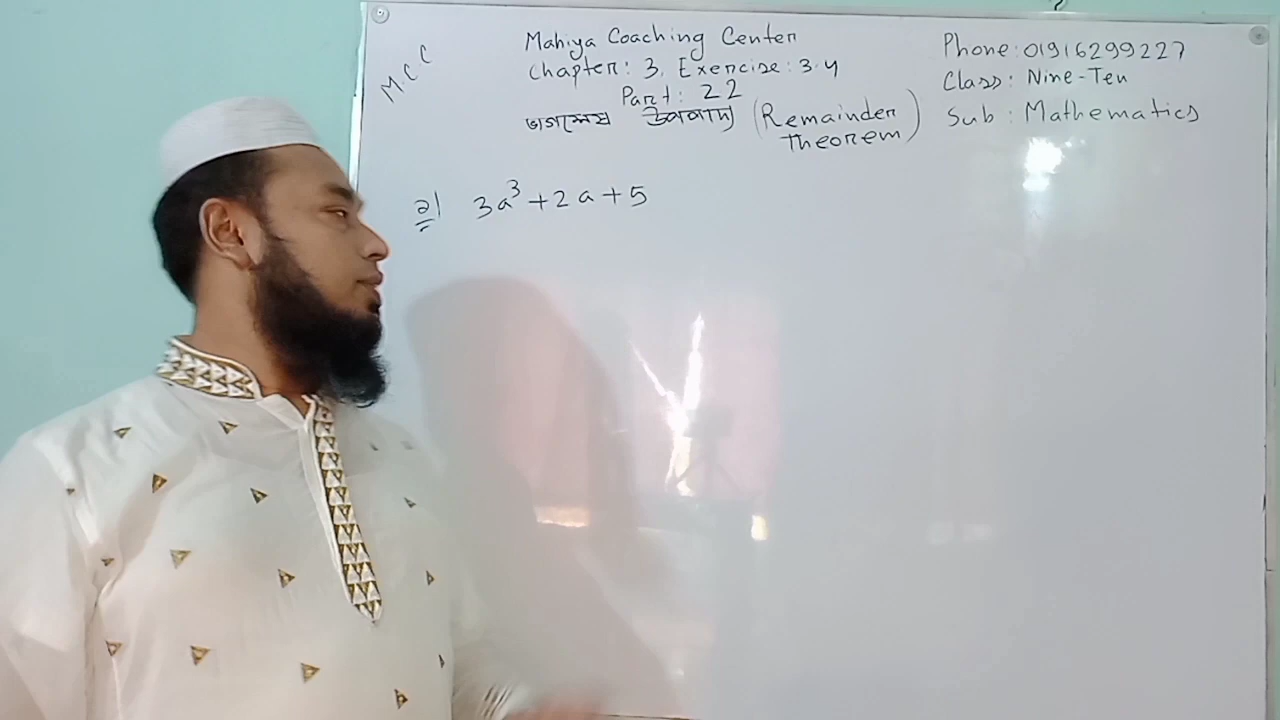 M.C.C
Mahiya Coaching Center
Chapter: 3, Exercise: 3.4
Part: 22
ভাগশেষ উপপাদ্য (Remainder Theorem)
Phone: 01916299227
Class: Nine-Ten
Sub: Mathematics
২। 3a³+2a+5